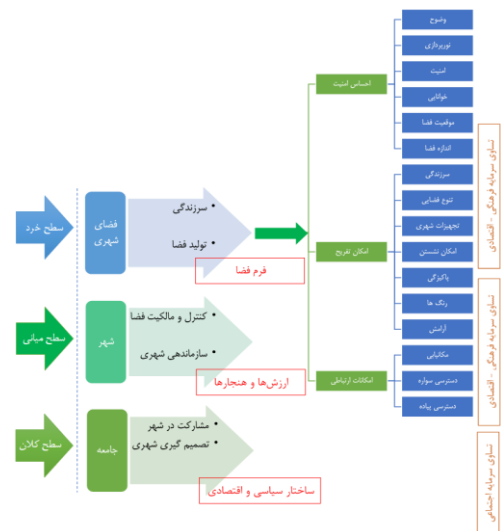 سطح خرد
فضای
شهری
• سرزندگی
• تولید فضا
فرم فضا
سطح میانی
شهر
• کنترل و مالکیت فضا
سازماندهی شهری
ارزش‌ها و هنجارها
سطح کلان
جامعه
• مشارکت در شهر
• تصمیم گیری شهری
ساختار سیاسی و اقتصادی
احساس امنیت
وضوح
نورپردازی
امنیت
خوانایی
موقعیت فضا
اندازه فضا
امکان تفریح
سرزندگی
تنوع فضایی
تجهیزات شهری
امکان نشستن
پاکیزگی
رنگ ها
آرامش
امکانات ارتباطی
مکانیابی
دسترسی سواره
دسترسی پیاده
تساوی سرمایه فرهنگی - اقتصادی
تساوی سرمایه فرهنگی - اقتصادی
تساوی سرمایه اجتماعی